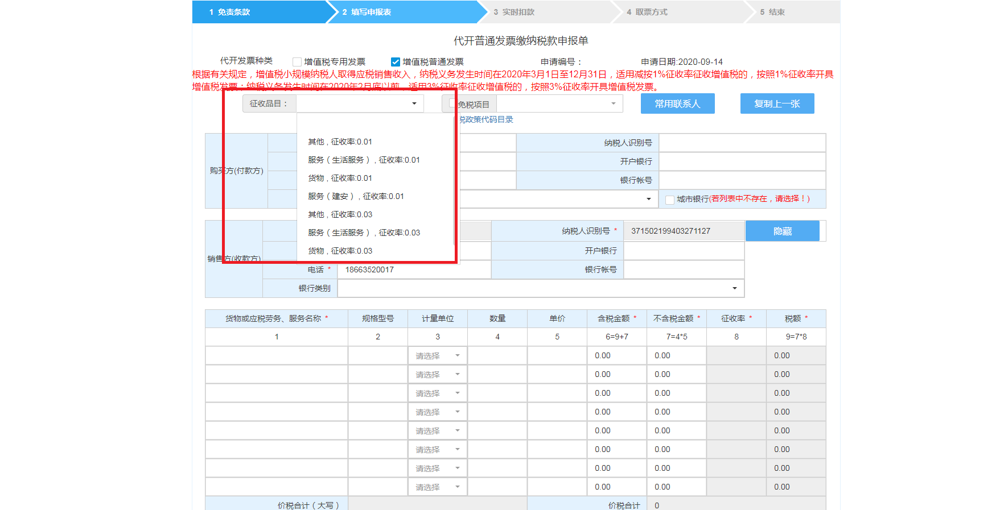 1 免责条款 2 填写申报表 3 实时扣款 4 取票方式 5 结束
代开普通发票缴纳税款申报单
代开发票种类 增值税专用发票 增值税普通发票 申请编号： 申请日期:2020-09-14
根据有关规定，增值税小规模纳税人取得应税销售收入，纳税义务发生时间在2020年3月1日至12月31日，适用减按1%征收率征收增值税的，按照1%征收率开具
增值税发票；纳税义务发生时间在2020年2月底以前，适用3%征收率征收增值税的，按照3%征收率开具增值税发票。
征收品目： 免税项目 常用联系人 复制上一张
税政策代码目录
其他 , 征收率:0.01 纳税人识别号
服务（生活服务） , 征收率:0.01 开户银行
购买方(付款方)
货物 , 征收率:0.01 银行帐号
服务（建安） , 征收率:0.01 城市银行(若列表中不存在，请选择！)
其他 , 征收率:0.03
服务（生活服务） , 征收率:0.03 纳税人识别号 * 371502199403271127 隐藏
货物 , 征收率:0.03 开户银行
销售方(收款方)
电话 * 18663520017 银行帐号
银行类别
货物或应税劳务、服务名称 * 规格型号 计量单位 数量 单价 含税金额 * 不含税金额 * 征收率 * 税额 *
1 2 3 4 5 6=9+7 7=4*5 8 9=7*8
请选择 0.00 0.00 0.00
请选择 0.00 0.00 0.00
请选择 0.00 0.00 0.00
请选择 0.00 0.00 0.00
请选择 0.00 0.00 0.00
请选择 0.00 0.00 0.00
请选择 0.00 0.00 0.00
请选择 0.00 0.00 0.00
价税合计（大写） 价税合计 0